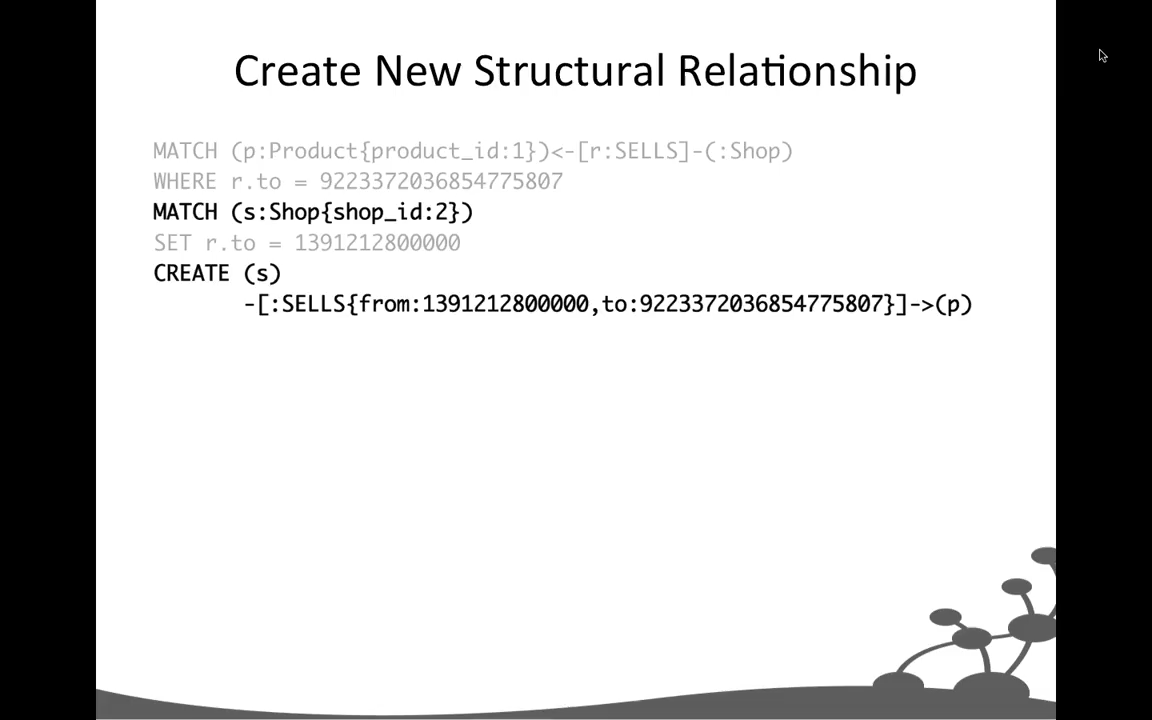 Create New Structural Relationship
MATCH (p:Product{product_id:1})<-[r:SELLS]-(:Shop)
WHERE r.to = 9223372036854775807
MATCH (s:Shop{shop_id:2})
SET r.to = 1391212800000
CREATE (s)
-[:SELLS{from:1391212800000,to:9223372036854775807}]->(p)